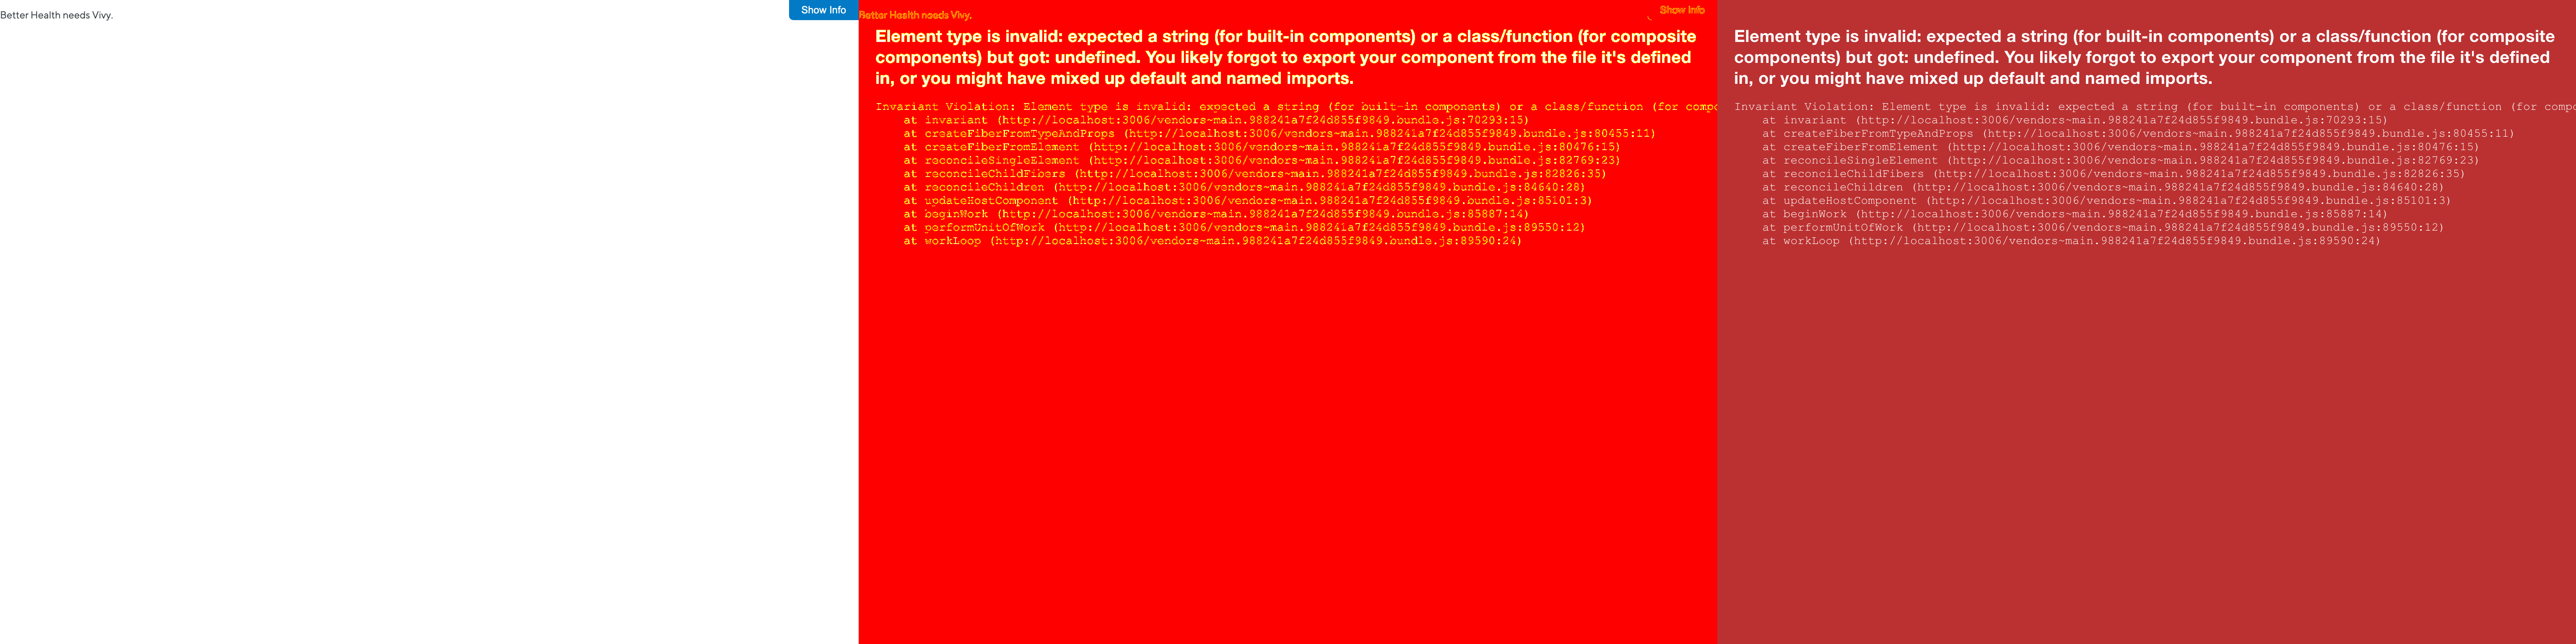 Better Health needs Vivy.
Show Info
Better Health needs Vivy.
Show Info
Element type is invalid: expected a string (for built-in components) or a class/function (for composite
components) but got: undefined. You likely forgot to export your component from the file it's defined
in, or you might have mixed up default and named imports.
Invariant Violation: Element type is invalid: expected a string (for built-in components) or a class/function (for compo
at invariant (http://localhost:3006/vendors~main.988241a7f24d855f9849.bundle.js:70293:15)
at createFiberFromTypeAndProps (http://localhost:3006/vendors~main.988241a7f24d855f9849.bundle.js:80455:11)
at createFiberFromElement (http://localhost:3006/vendors~main.988241a7f24d855f9849.bundle.js:80476:15)
at reconcileSingleElement (http://localhost:3006/vendors~main.988241a7f24d855f9849.bundle.js:82769:23)
at reconcileChildFibers (http://localhost:3006/vendors~main.988241a7f24d855f9849.bundle.js:82826:35)
at reconcileChildren (http://localhost:3006/vendors~main.988241a7f24d855f9849.bundle.js:84640:28)
at updateHostComponent (http://localhost:3006/vendors~main.988241a7f24d855f9849.bundle.js:85101:3)
at beginWork (http://localhost:3006/vendors~main.988241a7f24d855f9849.bundle.js:85887:14)
at performUnitOfWork (http://localhost:3006/vendors~main.988241a7f24d855f9849.bundle.js:89550:12)
at workLoop (http://localhost:3006/vendors~main.988241a7f24d855f9849.bundle.js:89590:24)
Element type is invalid: expected a string (for built-in components) or a class/function (for composite
components) but got: undefined. You likely forgot to export your component from the file it's defined
in, or you might have mixed up default and named imports.
Invariant Violation: Element type is invalid: expected a string (for built-in components) or a class/function (for comp
at invariant (http://localhost:3006/vendors~main.988241a7f24d855f9849.bundle.js:70293:15)
at createFiberFromTypeAndProps (http://localhost:3006/vendors~main.988241a7f24d855f9849.bundle.js:80455:11)
at createFiberFromElement (http://localhost:3006/vendors~main.988241a7f24d855f9849.bundle.js:80476:15)
at reconcileSingleElement (http://localhost:3006/vendors~main.988241a7f24d855f9849.bundle.js:82769:23)
at reconcileChildFibers (http://localhost:3006/vendors~main.988241a7f24d855f9849.bundle.js:82826:35)
at reconcileChildren (http://localhost:3006/vendors~main.988241a7f24d855f9849.bundle.js:84640:28)
at updateHostComponent (http://localhost:3006/vendors~main.988241a7f24d855f9849.bundle.js:85101:3)
at beginWork (http://localhost:3006/vendors~main.988241a7f24d855f9849.bundle.js:85887:14)
at performUnitOfWork (http://localhost:3006/vendors~main.988241a7f24d855f9849.bundle.js:89550:12)
at workLoop (http://localhost:3006/vendors~main.988241a7f24d855f9849.bundle.js:89590:24)